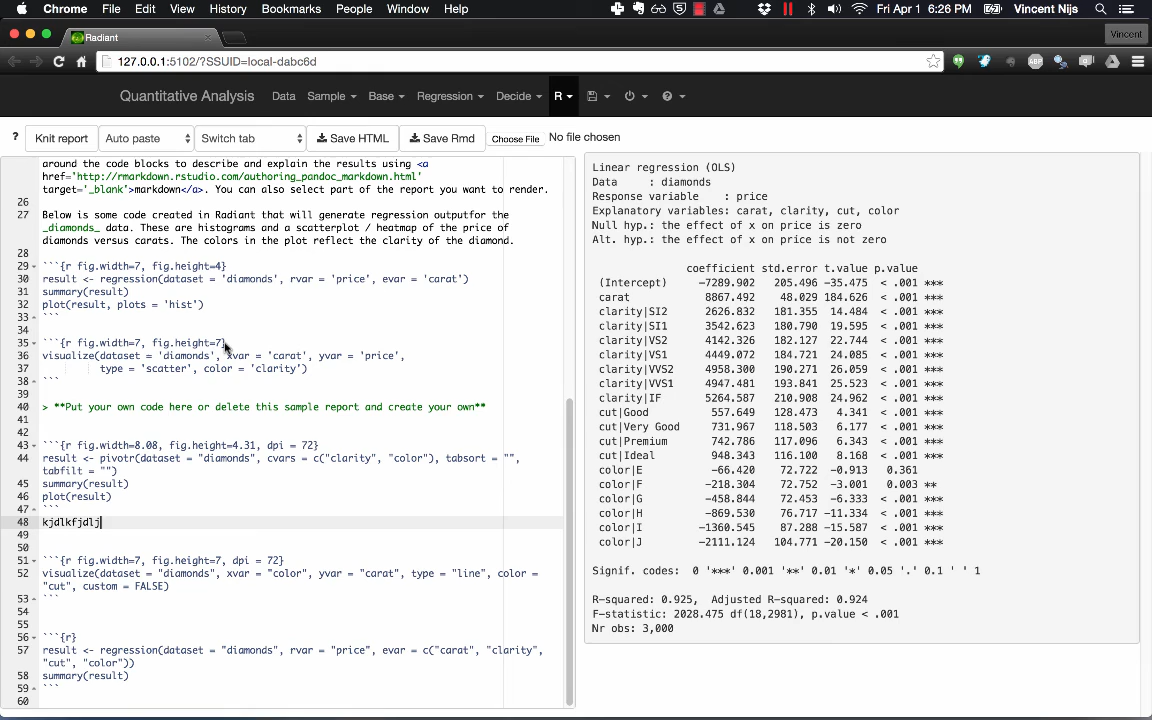 Chrome File Edit View History Bookmarks People Window Help Fri Apr 1 6:26 PM Vincent Nijs
Radiant Vincent
127.0.0.1:5102/?SSUID=local-dabc6d
Quantitative Analysis Data Sample Base Regression Decide R
? Knit report Auto paste Switch tab Save HTML Save Rmd Choose File No file chosen
around the code blocks to describe and explain the results using <a
href='http://rmarkdown.rstudio.com/authoring_pandoc_markdown.html'
target='_blank'>markdown</a>. You can also select part of the report you want to render.
26
27 Below is some code created in Radiant that will generate regression outputfor the
_diamonds_ data. These are histograms and a scatterplot / heatmap of the price of
diamonds versus carats. The colors in the plot reflect the clarity of the diamond.
28
29 ```{r fig.width=7, fig.height=4}
30 result <- regression(dataset = 'diamonds', rvar = 'price', evar = 'carat')
31 summary(result)
32 plot(result, plots = 'hist')
33 ```
34
35 ```{r fig.width=7, fig.height=7}
36 visualize(dataset = 'diamonds', xvar = 'carat', yvar = 'price',
37 type = 'scatter', color = 'clarity')
38 ```
39
40 > **Put your own code here or delete this sample report and create your own**
41
42
43 ```{r fig.width=8.08, fig.height=4.31, dpi = 72}
44 result <- pivotr(dataset = "diamonds", cvars = c("clarity", "color"), tabsort = "",
tabfilt = "")
45 summary(result)
46 plot(result)
47 ```
48 kjdlkfjdlj
49
50
51 ```{r fig.width=7, fig.height=7, dpi = 72}
52 visualize(dataset = "diamonds", xvar = "color", yvar = "carat", type = "line", color =
"cut", custom = FALSE)
53 ```
54
55
56 ```{r}
57 result <- regression(dataset = "diamonds", rvar = "price", evar = c("carat", "clarity",
"cut", "color"))
58 summary(result)
59 ```
60
Linear regression (OLS)
Data : diamonds
Response variable : price
Explanatory variables: carat, clarity, cut, color
Null hyp.: the effect of x on price is zero
Alt. hyp.: the effect of x on price is not zero
coefficient std.error t.value p.value
(Intercept) -7289.902 205.496 -35.475 < .001 ***
carat 8867.492 48.029 184.626 < .001 ***
clarity|SI2 2626.832 181.355 14.484 < .001 ***
clarity|SI1 3542.623 180.790 19.595 < .001 ***
clarity|VS2 4142.326 182.127 22.744 < .001 ***
clarity|VS1 4449.072 184.721 24.085 < .001 ***
clarity|VVS2 4958.300 190.271 26.059 < .001 ***
clarity|VVS1 4947.481 193.841 25.523 < .001 ***
clarity|IF 5264.587 210.908 24.962 < .001 ***
cut|Good 557.649 128.473 4.341 < .001 ***
cut|Very Good 731.967 118.503 6.177 < .001 ***
cut|Premium 742.786 117.096 6.343 < .001 ***
cut|Ideal 948.343 116.100 8.168 < .001 ***
color|E -66.420 72.722 -0.913 0.361
color|F -218.304 72.752 -3.001 0.003 **
color|G -458.844 72.453 -6.333 < .001 ***
color|H -869.530 76.717 -11.334 < .001 ***
color|I -1360.545 87.288 -15.587 < .001 ***
color|J -2111.124 104.771 -20.150 < .001 ***
Signif. codes: 0 '***' 0.001 '**' 0.01 '*' 0.05 '.' 0.1 ' ' 1
R-squared: 0.925, Adjusted R-squared: 0.924
F-statistic: 2028.475 df(18,2981), p.value < .001
Nr obs: 3,000